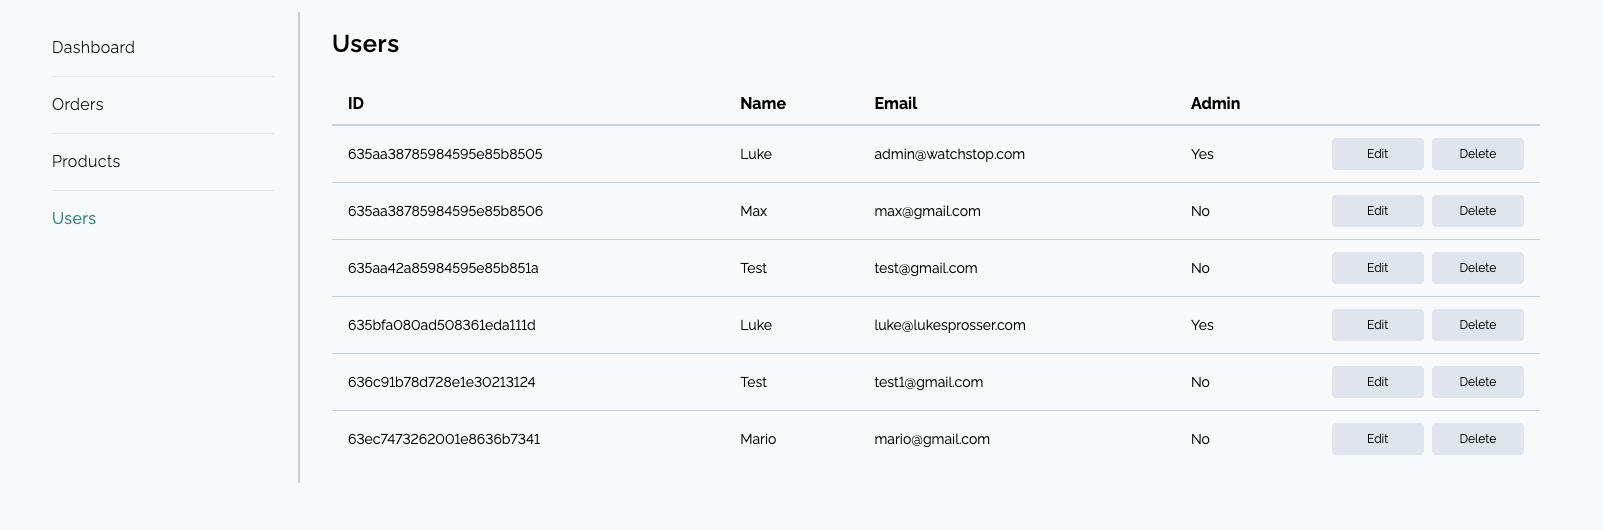 Dashboard
Orders
Products
Users
Users
ID Name Email Admin
635aa38785984595e85b8505 Luke admin@watchstop.com Yes Edit Delete
635aa38785984595e85b8506 Max max@gmail.com No Edit Delete
635aa42a85984595e85b851a Test test@gmail.com No Edit Delete
635bfa080ad508361eda111d Luke luke@lukesprosser.com Yes Edit Delete
636c91b78d728e1e30213124 Test test1@gmail.com No Edit Delete
63ec7473262001e8636b7341 Mario mario@gmail.com No Edit Delete